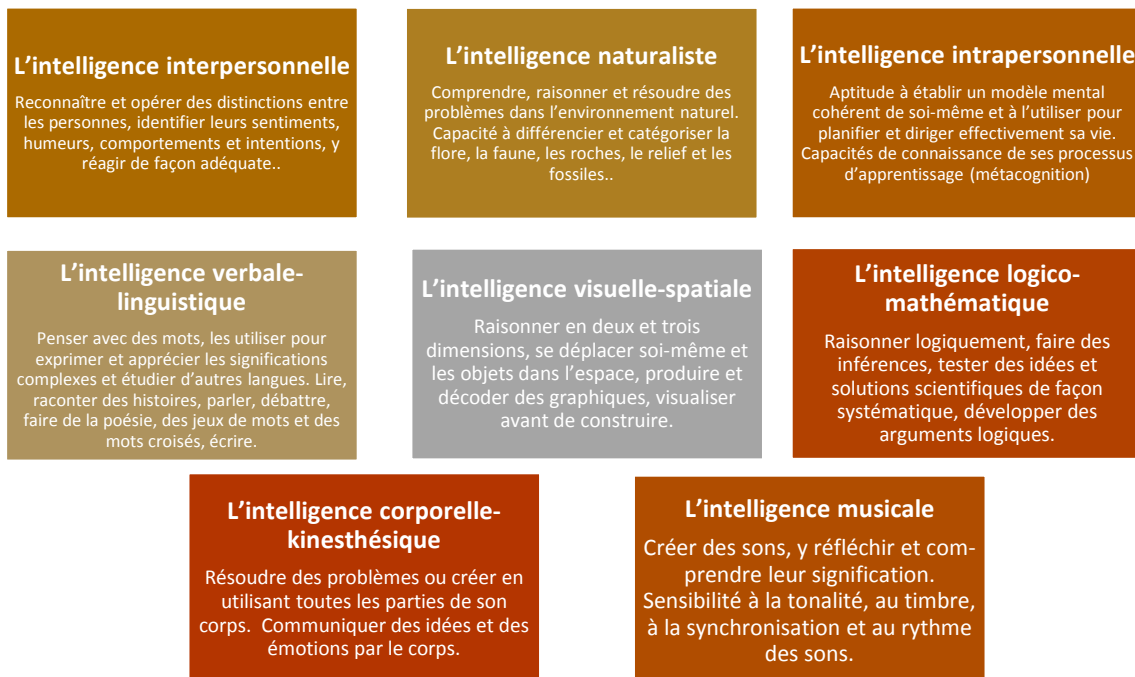 L’intelligence interpersonnelle
Reconnaître et opérer des distinctions entre
les personnes, identifier leurs sentiments,
humeurs, comportements et intentions, y
réagir de façon adéquate..
L’intelligence naturaliste
Comprendre, raisonner et résoudre des
problèmes dans l’environnement naturel.
Capacité à différencier et catégoriser la
flore, la faune, les roches, le relief et les
fossiles..
L’intelligence intrapersonnelle
Aptitude à établir un modèle mental
cohérent de soi-même et à l’utiliser pour
planifier et diriger effectivement sa vie.
Capacités de connaissance de ses processus
d’apprentissage (métacognition)
L’intelligence verbale-
linguistique
Penser avec des mots, les utiliser pour
exprimer et apprécier les significations
complexes et étudier d’autres langues. Lire,
raconter des histoires, parler, débattre,
faire de la poésie, des jeux de mots et des
mots croisés, écrire.
L’intelligence visuelle-spatiale
Raisonner en deux et trois
dimensions, se déplacer soi-même et
les objets dans l’espace, produire et
décoder des graphiques, visualiser
avant de construire.
L’intelligence logico-
mathématique
Raisonner logiquement, faire des
inférences, tester des idées et
solutions scientifiques de façon
systématique, développer des
arguments logiques.
L’intelligence corporelle-
kinesthésique
Résoudre des problèmes ou créer en
utilisant toutes les parties de son
corps.  Communiquer des idées et des
émotions par le corps.
L’intelligence musicale
Créer des sons, y réfléchir et com-
prendre leur signification.
Sensibilité à la tonalité, au timbre,
à la synchronisation et au rythme
des sons.